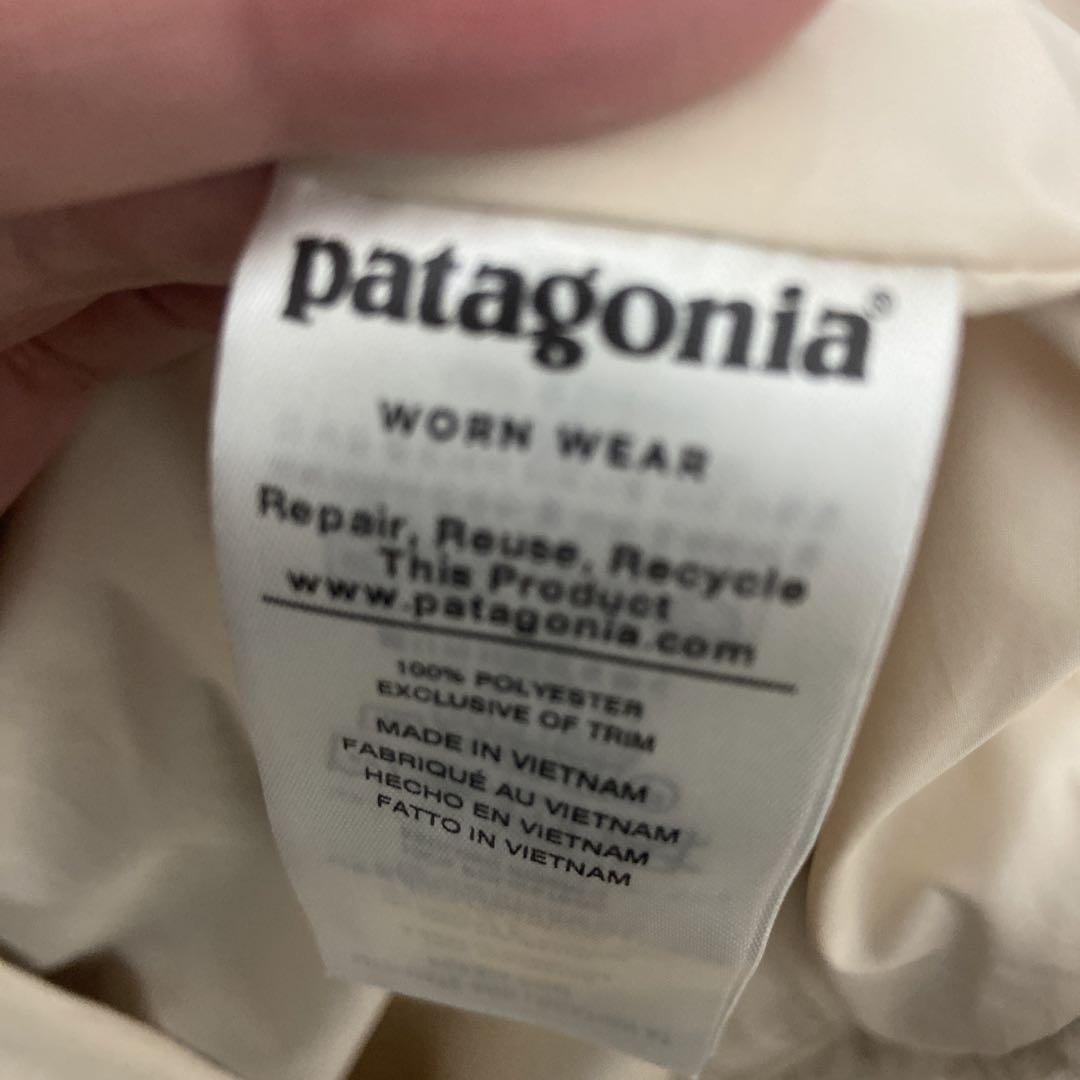 patagonia®
WORN WEAR
Repair, Reuse, Recycle
This Product
www.patagonia.com
100% POLYESTER
EXCLUSIVE OF TRIM
MADE IN VIETNAM
FABRIQUÉ AU VIETNAM
HECHO EN VIETNAM
FATTO IN VIETNAM